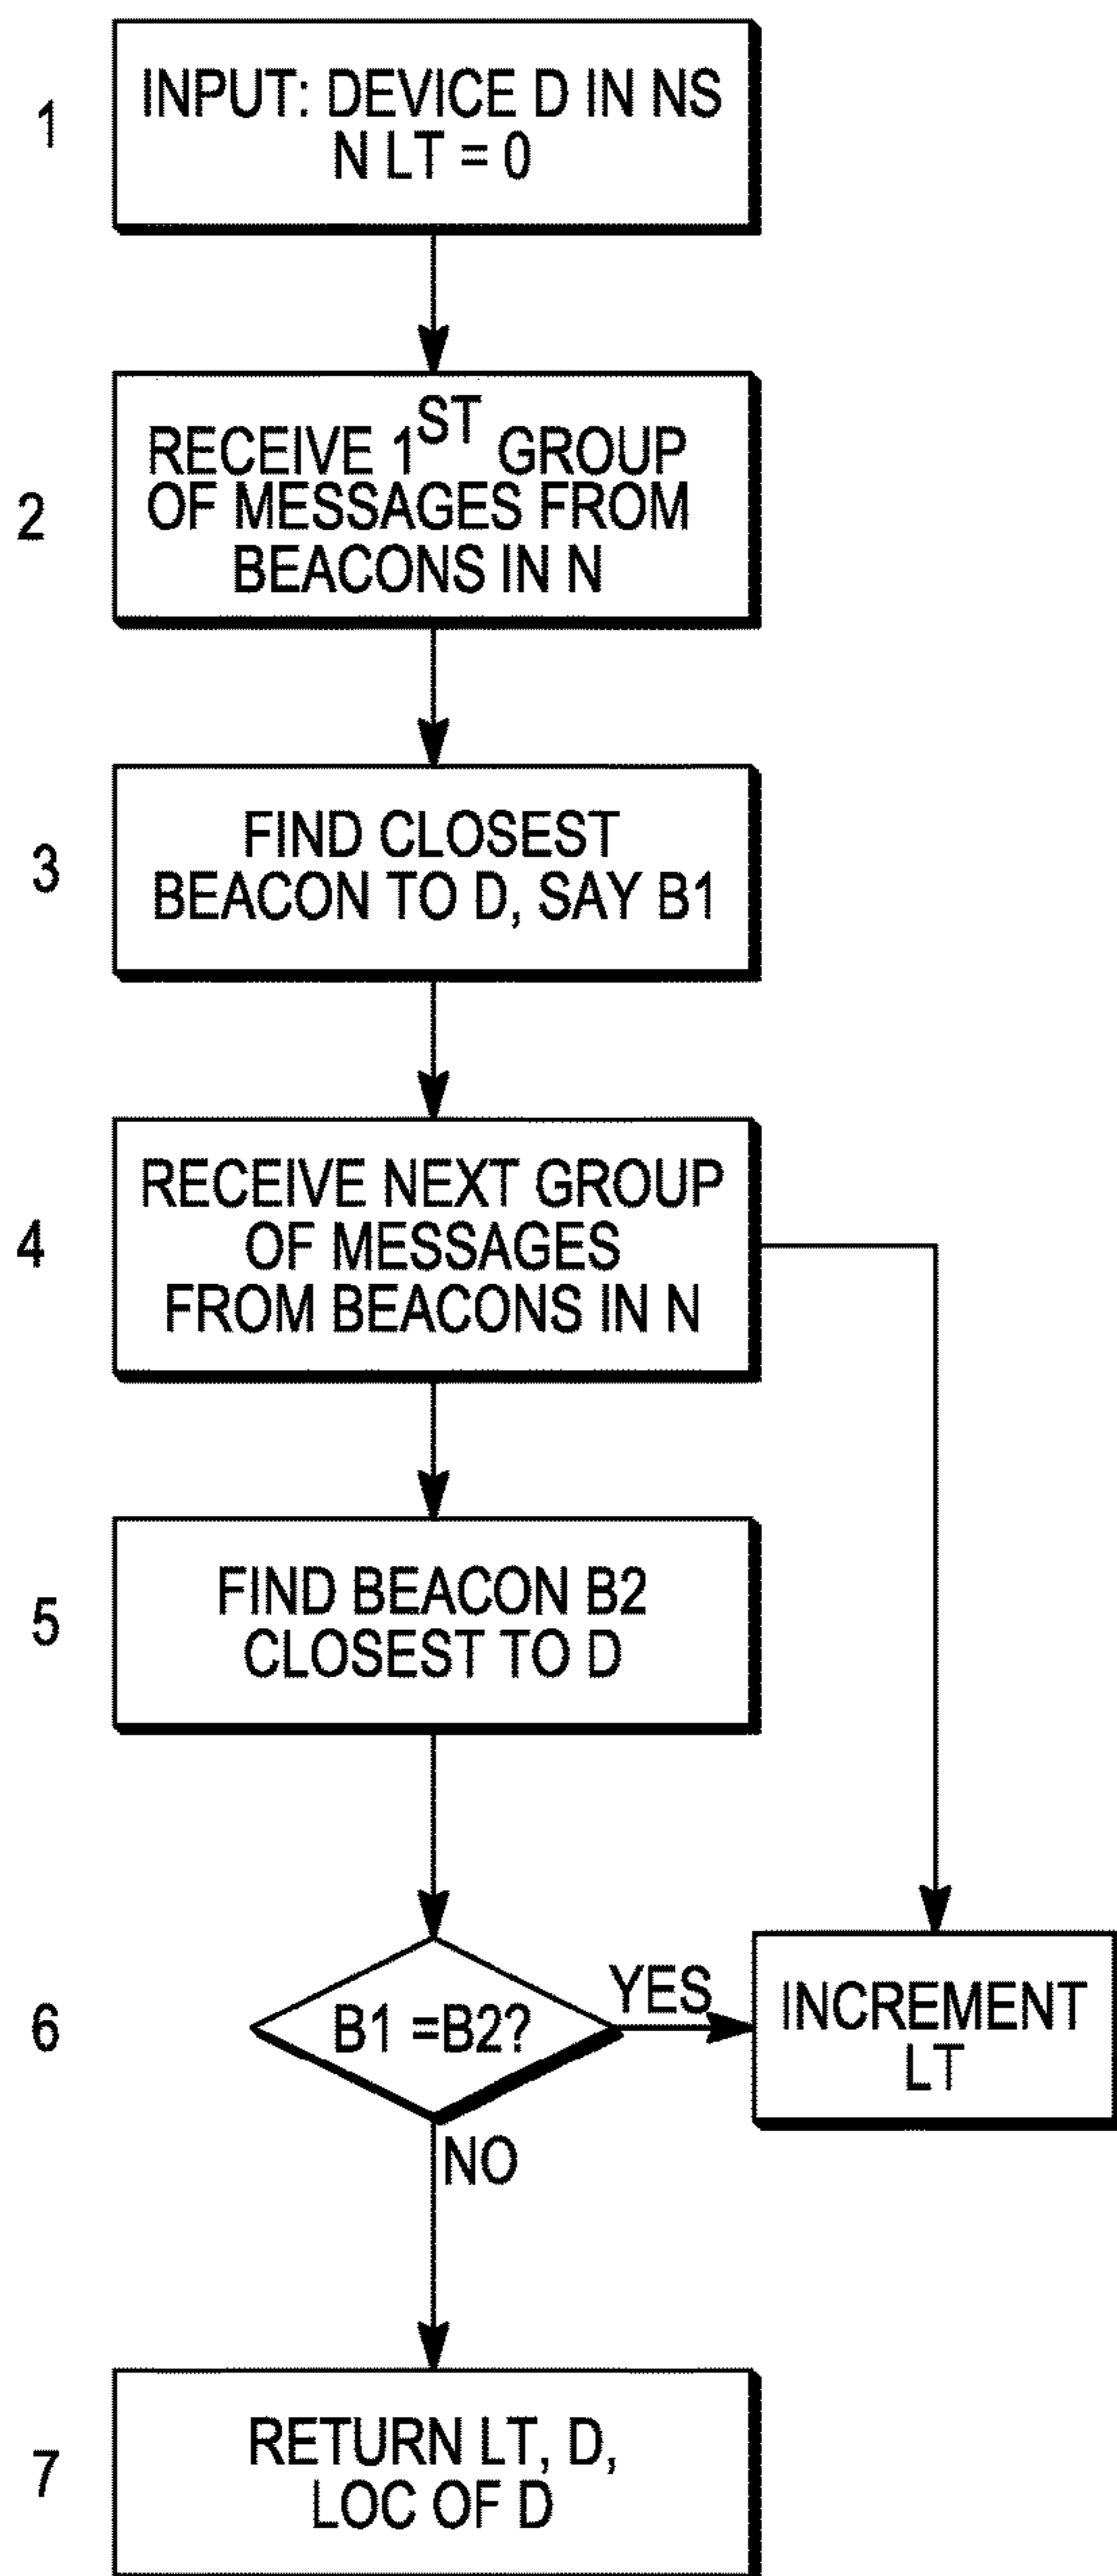 1
INPUT: DEVICE D IN NS
N LT = 0
2
RECEIVE 1ST GROUP
OF MESSAGES FROM
BEACONS IN N
3
FIND CLOSEST
BEACON TO D, SAY B1
4
RECEIVE NEXT GROUP
OF MESSAGES
FROM BEACONS IN N
5
FIND BEACON B2
CLOSEST TO D
6
B1 =B2?
YES
INCREMENT
LT
NO
7
RETURN LT, D,
LOC OF D